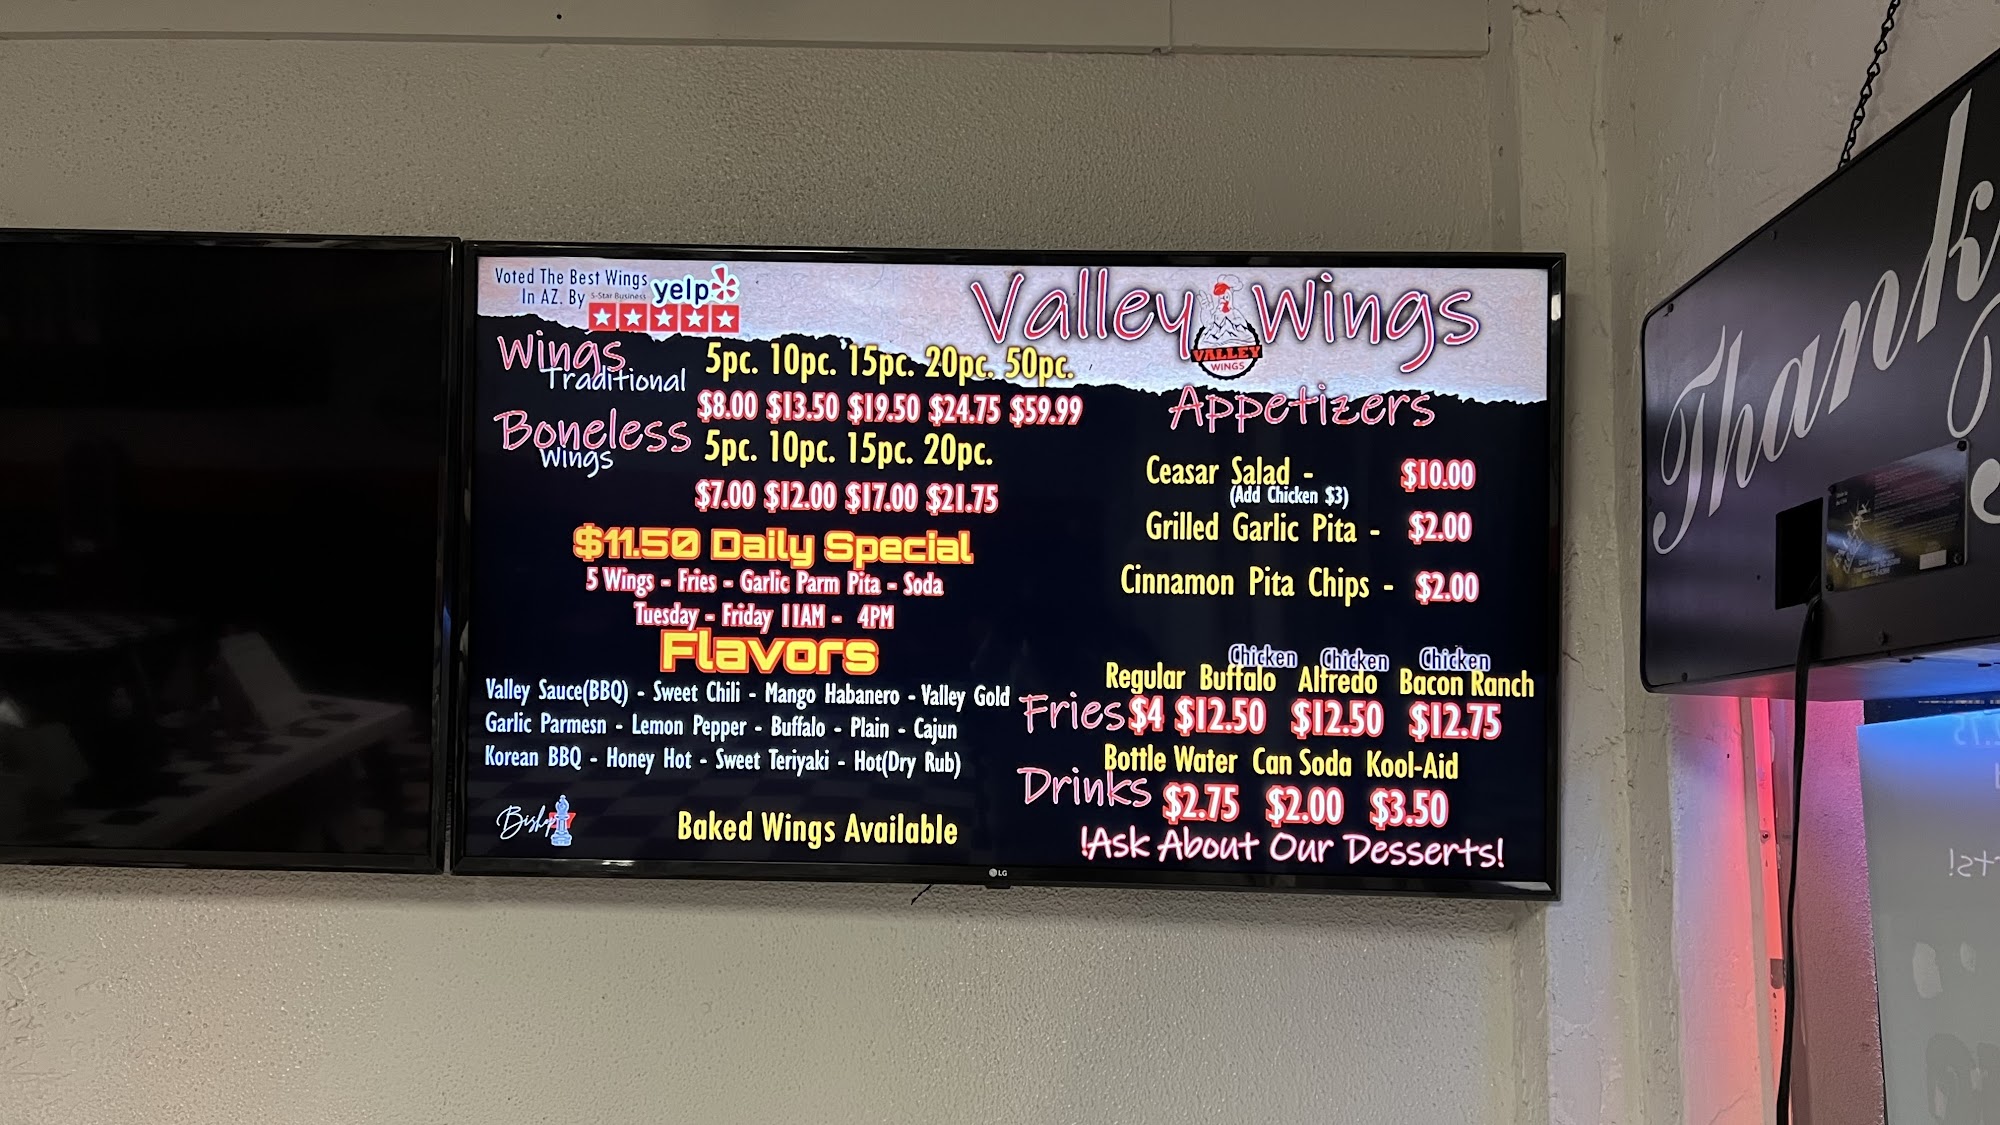 Voted The Best Wings
In AZ. By 5-Star Business yelp
Valley Wings
VALLEY
WINGS
Wings
Traditional
5pc. 10pc. 15pc. 20pc. 50pc.
$8.00 $13.50 $19.50 $24.75 $59.99
Boneless
Wings
5pc. 10pc. 15pc. 20pc.
$7.00 $12.00 $17.00 $21.75
$11.50 Daily Special
5 Wings - Fries - Garlic Parm Pita - Soda
Tuesday - Friday 11AM - 4PM
Flavors
Valley Sauce(BBQ) - Sweet Chili - Mango Habanero - Valley Gold
Garlic Parmesn - Lemon Pepper - Buffalo - Plain - Cajun
Korean BBQ - Honey Hot - Sweet Teriyaki - Hot(Dry Rub)
Bishop
Baked Wings Available
Appetizers
Ceasar Salad - $10.00
(Add Chicken $3)
Grilled Garlic Pita - $2.00
Cinnamon Pita Chips - $2.00
Chicken Chicken Chicken
Regular Buffalo Alfredo Bacon Ranch
Fries $4 $12.50 $12.50 $12.75
Bottle Water Can Soda Kool-Aid
Drinks $2.75 $2.00 $3.50
!Ask About Our Desserts!
LG
Thank